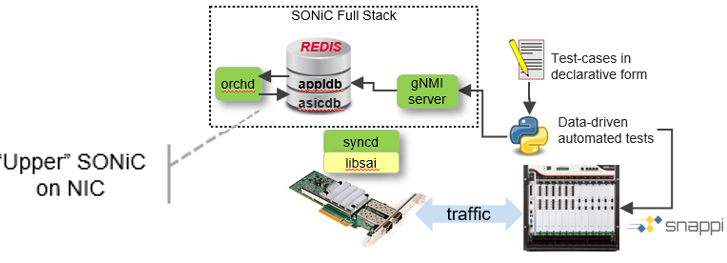 SONiC Full Stack
REDIS
orchd
appldb
asicdb
gNMI
server
Test-cases in
declarative form
Data-driven
automated tests
"Upper" SONiC
on NIC
syncd
libsai
traffic
snappi